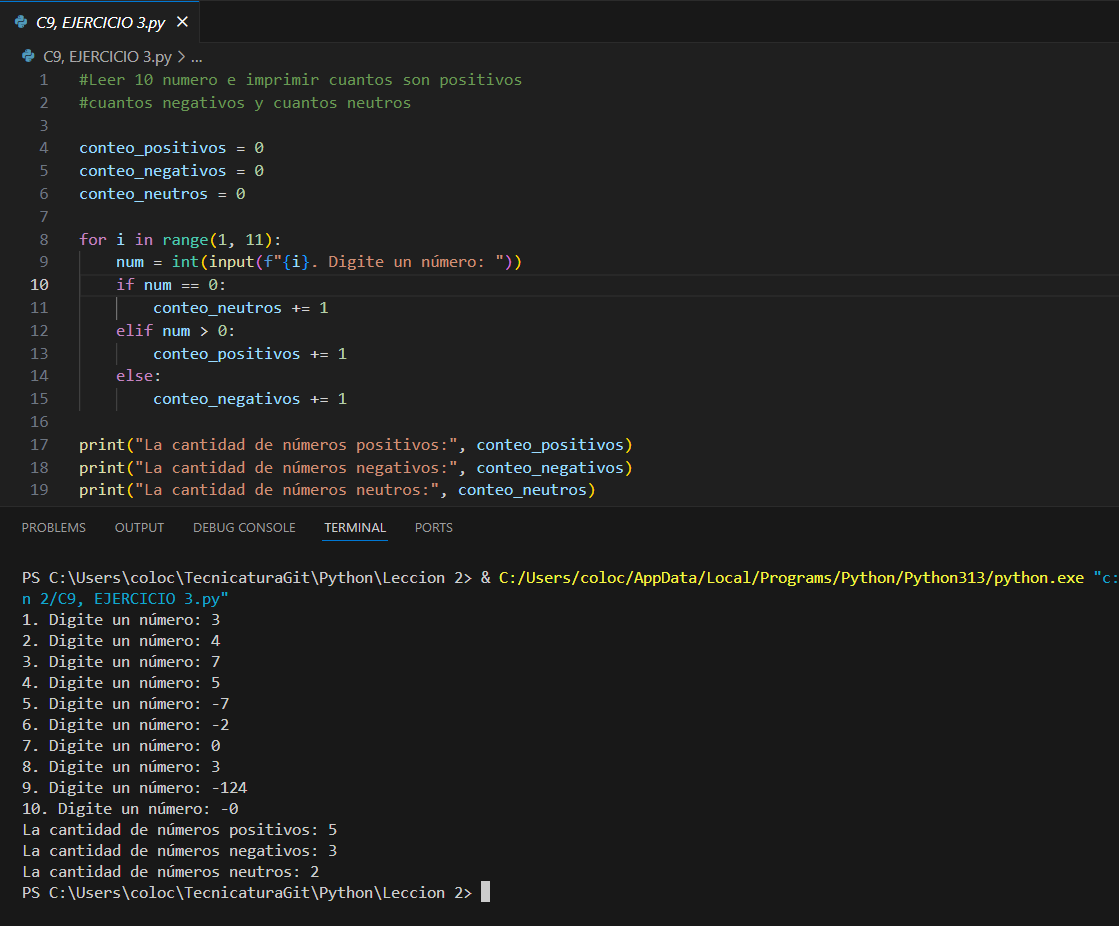 C9, EJERCICIO 3.py ×
C9, EJERCICIO 3.py > ...
1 #Leer 10 numero e imprimir cuantos son positivos
2 #cuantos negativos y cuantos neutros
3
4 conteo_positivos = 0
5 conteo_negativos = 0
6 conteo_neutros = 0
7
8 for i in range(1, 11):
9     num = int(input(f"{i}. Digite un número: "))
10     if num == 0:
11         conteo_neutros += 1
12     elif num > 0:
13         conteo_positivos += 1
14     else:
15         conteo_negativos += 1
16
17 print("La cantidad de números positivos:", conteo_positivos)
18 print("La cantidad de números negativos:", conteo_negativos)
19 print("La cantidad de números neutros:", conteo_neutros)
PROBLEMS OUTPUT DEBUG CONSOLE TERMINAL PORTS
PS C:\Users\coloc\TecnicaturaGit\Python\Leccion 2> & C:/Users/coloc/AppData/Local/Programs/Python/Python313/python.exe "c:
n 2/C9, EJERCICIO 3.py"
1. Digite un número: 3
2. Digite un número: 4
3. Digite un número: 7
4. Digite un número: 5
5. Digite un número: -7
6. Digite un número: -2
7. Digite un número: 0
8. Digite un número: 3
9. Digite un número: -124
10. Digite un número: -0
La cantidad de números positivos: 5
La cantidad de números negativos: 3
La cantidad de números neutros: 2
PS C:\Users\coloc\TecnicaturaGit\Python\Leccion 2>